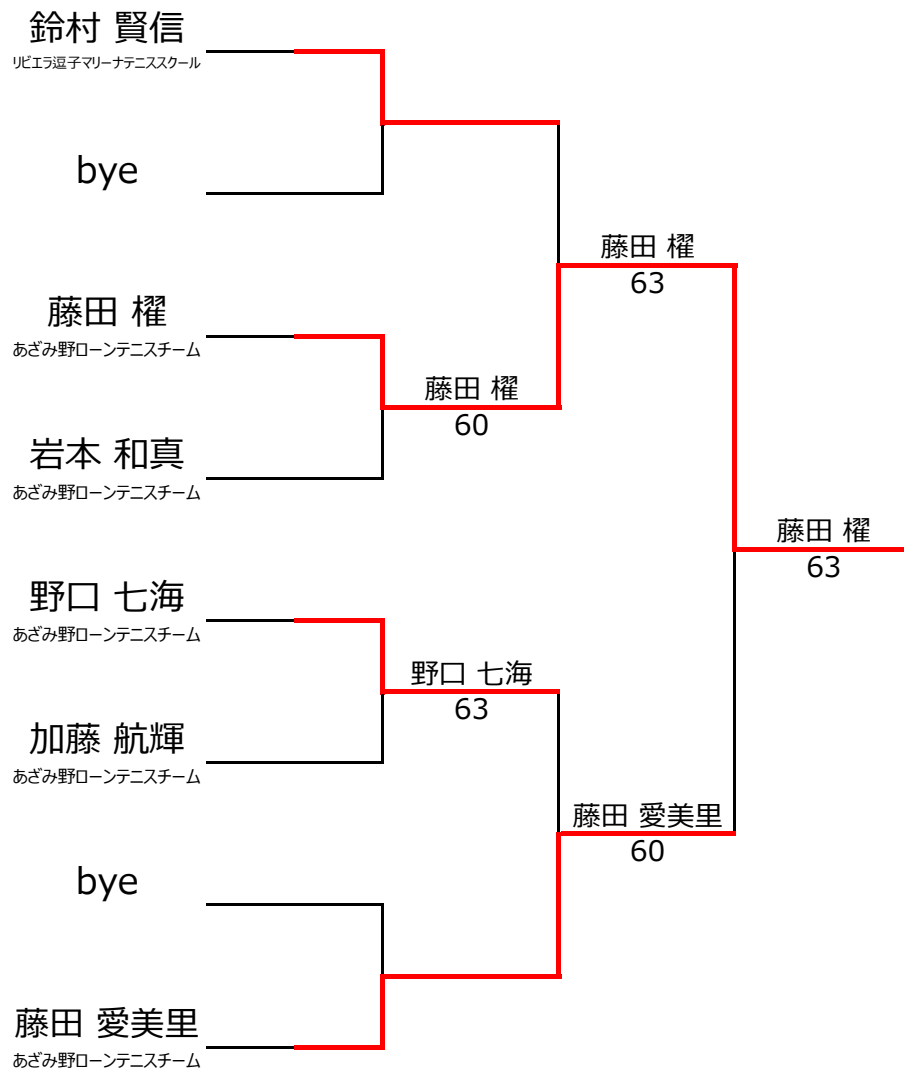 鈴村 賢信
リビエラ逗子マリーナテニススクール
bye
藤田 櫂
63
藤田 櫂
あざみ野ローンテニスチーム
藤田 櫂
60
岩本 和真
あざみ野ローンテニスチーム
藤田 櫂
63
野口 七海
あざみ野ローンテニスチーム
野口 七海
63
加藤 航輝
あざみ野ローンテニスチーム
藤田 愛美里
60
bye
藤田 愛美里
あざみ野ローンテニスチーム